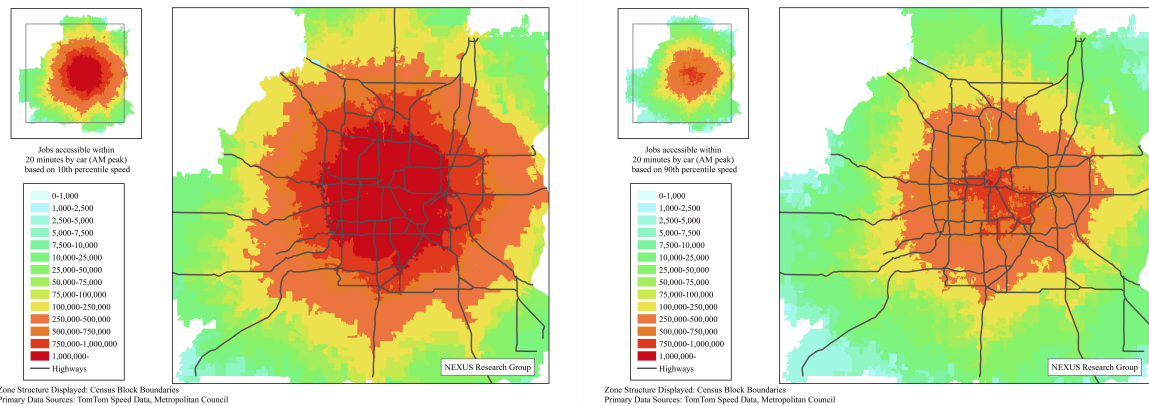 Jobs accessible within
20 minutes by car (AM peak)
based on 10th percentile speed
0-1,000
1,000-2,500
2,500-5,000
5,000-7,500
7,500-10,000
10,000-25,000
25,000-50,000
50,000-75,000
75,000-100,000
100,000-250,000
250,000-500,000
500,000-750,000
750,000-1,000,000
1,000,000-
Highways
NEXUS Research Group
Zone Structure Displayed: Census Block Boundaries
Primary Data Sources: TomTom Speed Data, Metropolitan Council
Jobs accessible within
20 minutes by car (AM peak)
based on 90th percentile speed
0-1,000
1,000-2,500
2,500-5,000
5,000-7,500
7,500-10,000
10,000-25,000
25,000-50,000
50,000-75,000
75,000-100,000
100,000-250,000
250,000-500,000
500,000-750,000
750,000-1,000,000
1,000,000-
Highways
NEXUS Research Group
Zone Structure Displayed: Census Block Boundaries
Primary Data Sources: TomTom Speed Data, Metropolitan Council